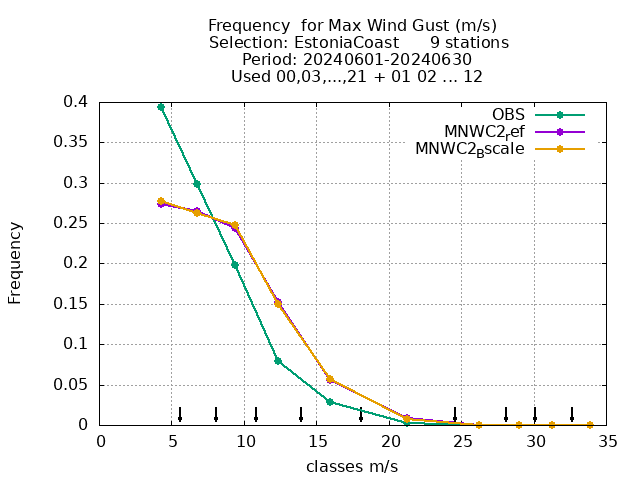 Frequency  for Max Wind Gust (m/s)
Selection: EstoniaCoast      9 stations
Period: 20240601-20240630
Used 00,03,...,21 + 01 02 ... 12
OBS
MNWC2ref
MNWC2Bscale
0.4
0.35
0.3
0.25
0.2
0.15
0.1
0.05
0
Frequency
0 5 10 15 20 25 30 35
classes m/s